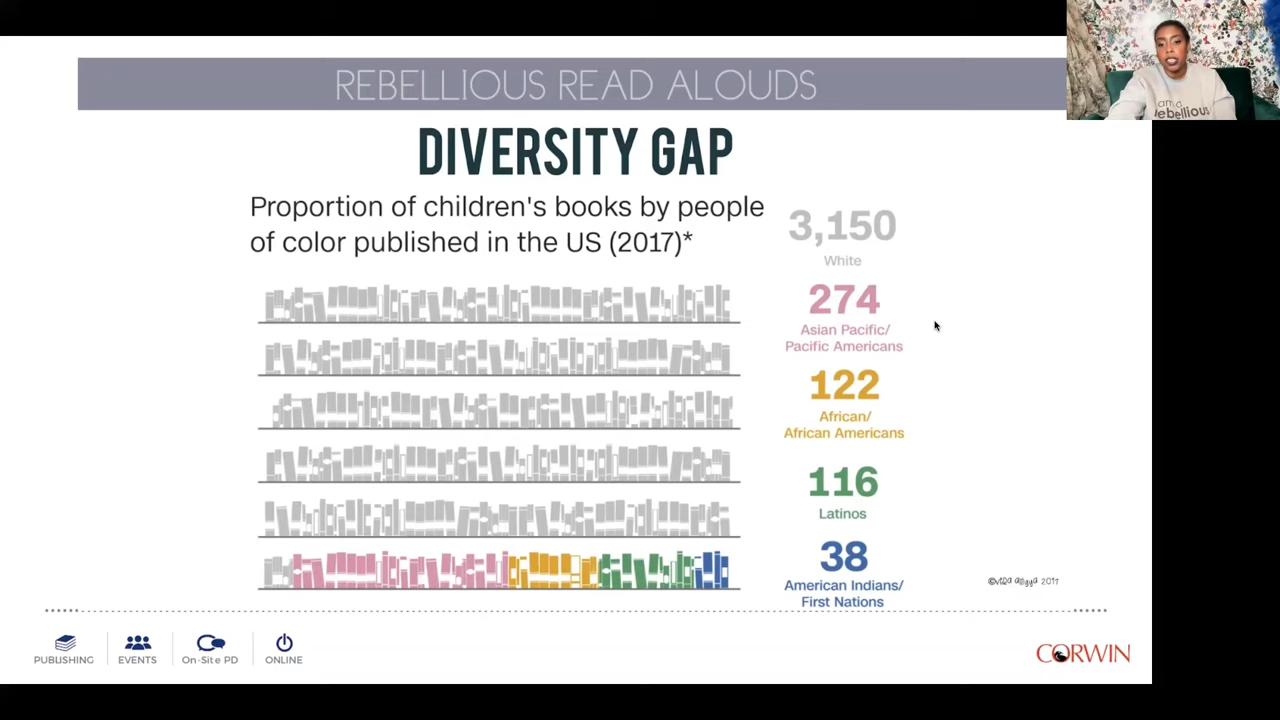 REBELLIOUS READ ALOUDS
DIVERSITY GAP
Proportion of children's books by people
of color published in the US (2017)*
3,150
White
274
Asian Pacific/
Pacific Americans
122
African/
African Americans
116
Latinos
38
American Indians/
First Nations
PUBLISHING
EVENTS
On-Site PD
ONLINE
CORWIN
rebellious